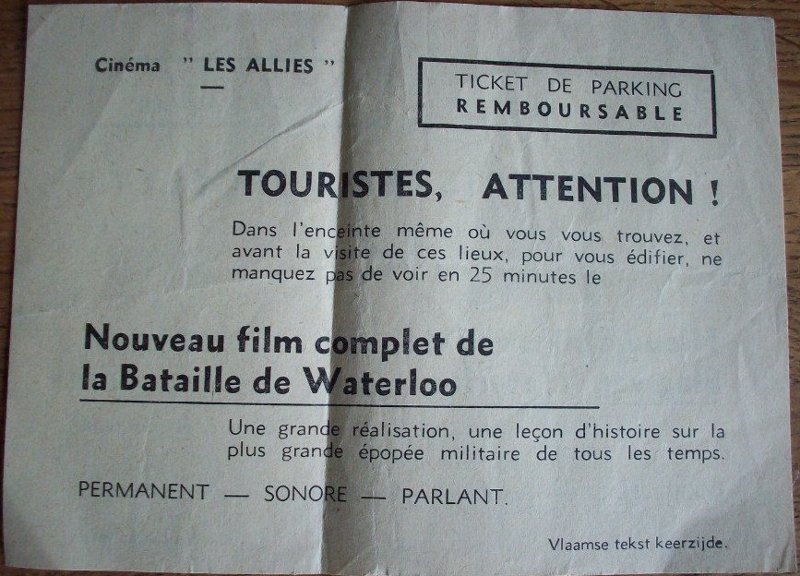 Cinéma " LES ALLIES "
TICKET DE PARKING
REMBOURSABLE
TOURISTES, ATTENTION !
Dans l'enceinte même où vous vous trouvez, et
avant la visite de ces lieux, pour vous édifier, ne
manquez pas de voir en 25 minutes le
Nouveau film complet de
la Bataille de Waterloo
Une grande réalisation, une leçon d'histoire sur la
plus grande épopée militaire de tous les temps.
PERMANENT — SONORE — PARLANT.
Vlaamse tekst keerzijde.